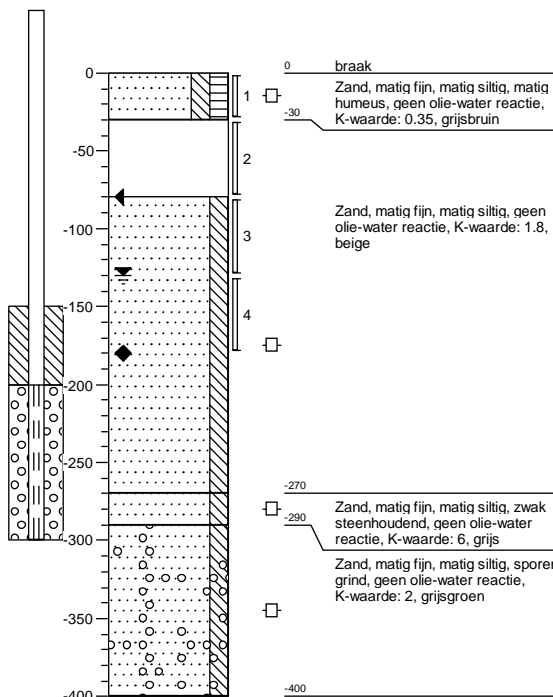 0
braak
0
Zand, matig fijn, matig siltig, matig
humeus, geen olie-water reactie,
K-waarde: 0.35, grijsbruin
1
-30
-50
2
-100
3
Zand, matig fijn, matig siltig, geen
olie-water reactie, K-waarde: 1.8,
beige
-150
4
-200
-250
-270
-290
Zand, matig fijn, matig siltig, zwak
steenhoudend, geen olie-water
reactie, K-waarde: 6, grijs
-300
Zand, matig fijn, matig siltig, sporen
grind, geen olie-water reactie,
K-waarde: 2, grijsgroen
-350
-400
-400